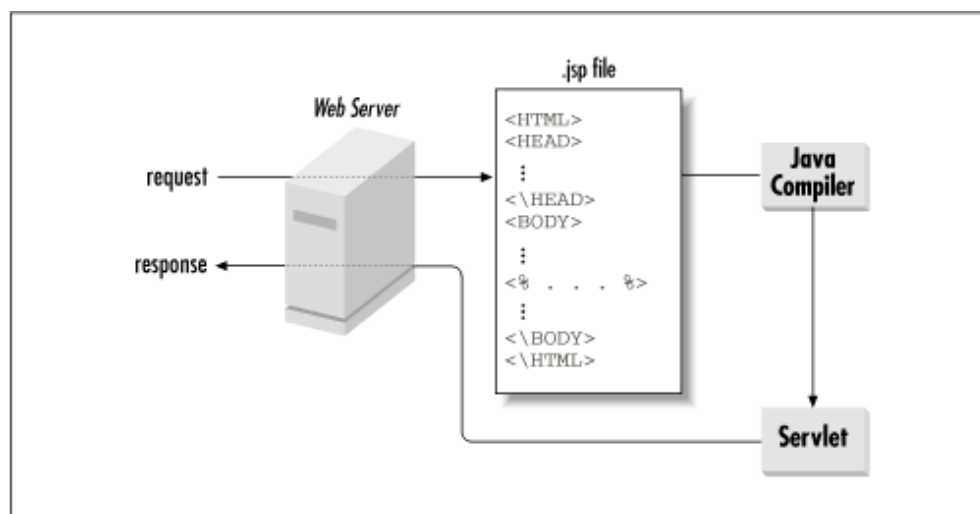 .jsp file
Web Server
<HTML>
<HEAD>
⋮
<\HEAD>
<BODY>
⋮
<% . . . %>
⋮
<\BODY>
<\HTML>
request
response
Java
Compiler
Servlet